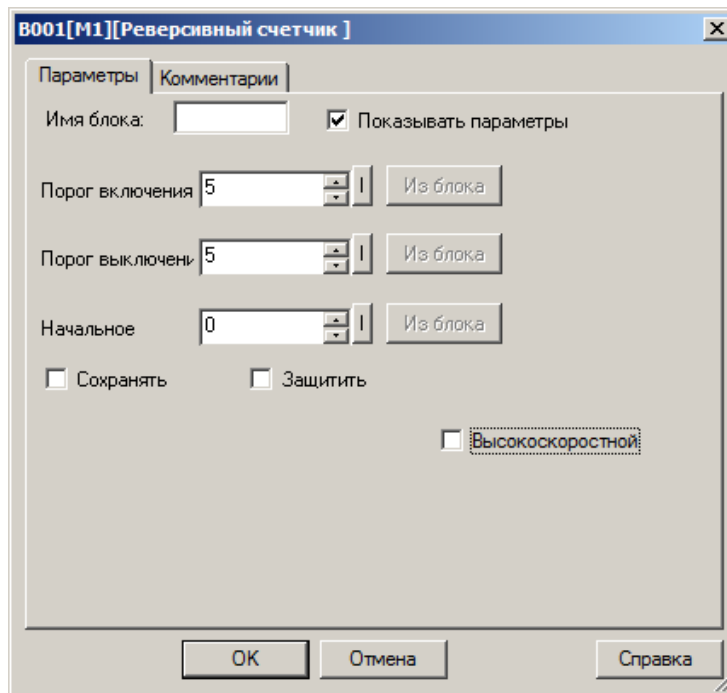 B001[M1][Реверсивный счетчик ]
Параметры Комментарии
Имя блока: Показывать параметры
Порог включения 5 I Из блока
Порог выключени 5 I Из блока
Начальное 0 I Из блока
Сохранять Защитить
Высокоскоростной
OK Отмена Справка